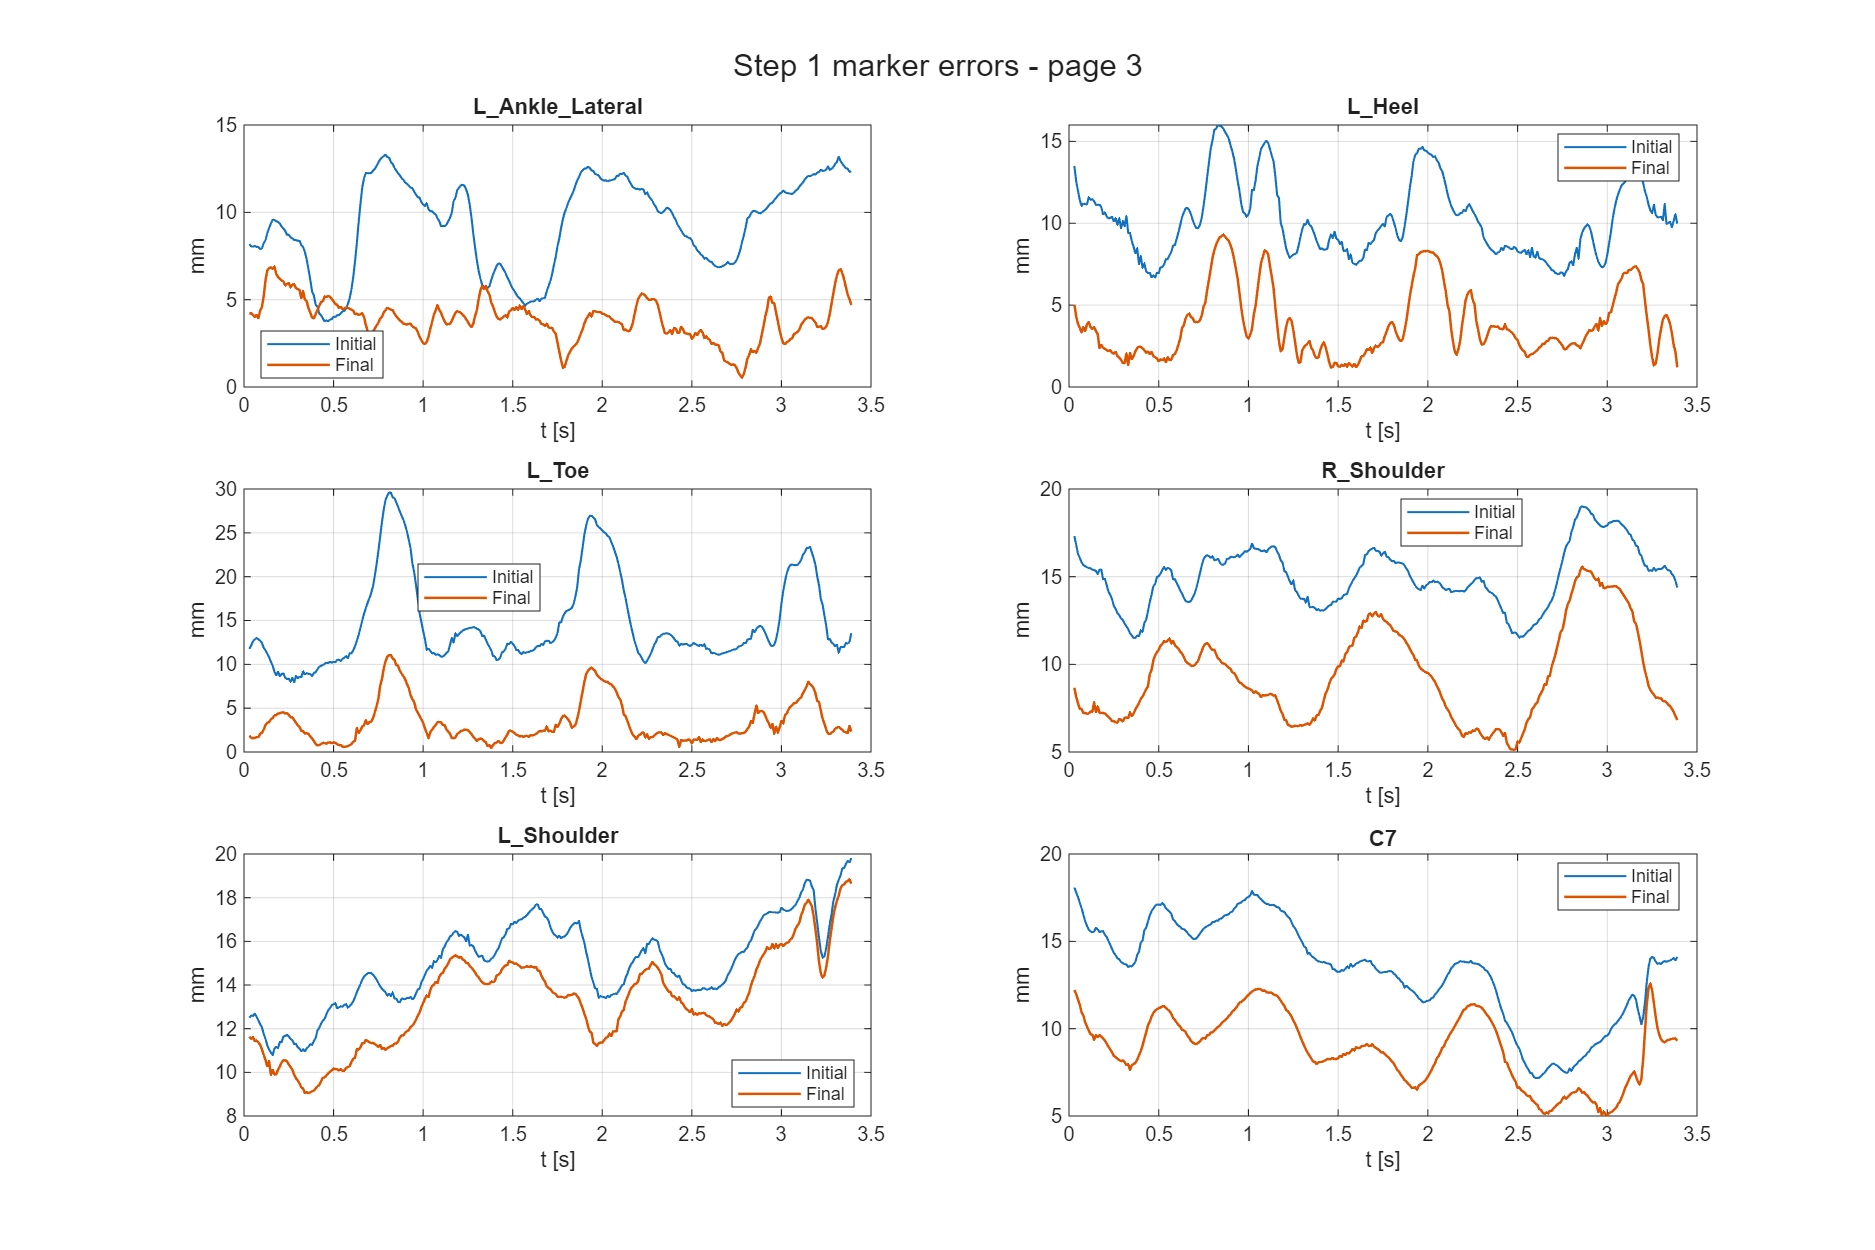 Step 1 marker errors - page 3
L_Ankle_Lateral
15
10
5
0
mm
Initial
Final
0 0.5 1 1.5 2 2.5 3 3.5
t [s]
L_Heel
15
10
5
0
mm
Initial
Final
0 0.5 1 1.5 2 2.5 3 3.5
t [s]
L_Toe
30
25
20
15
10
5
0
mm
Initial
Final
0 0.5 1 1.5 2 2.5 3 3.5
t [s]
R_Shoulder
20
15
10
5
mm
Initial
Final
0 0.5 1 1.5 2 2.5 3 3.5
t [s]
L_Shoulder
20
18
16
14
12
10
8
mm
Initial
Final
0 0.5 1 1.5 2 2.5 3 3.5
t [s]
C7
20
15
10
5
mm
Initial
Final
0 0.5 1 1.5 2 2.5 3 3.5
t [s]